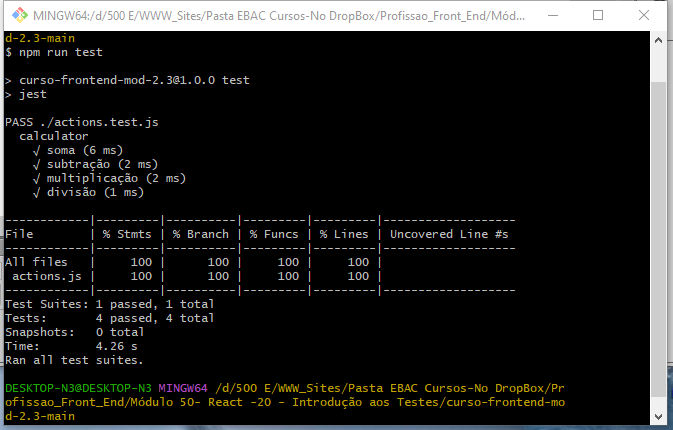 MINGW64:/d/500 E/WWW_Sites/Pasta EBAC Cursos-No DropBox/Profissao_Front_End/Mód...
d-2.3-main
$ npm run test
> curso-frontend-mod-2.3@1.0.0 test
> jest
PASS ./actions.test.js
calculator
√ soma (6 ms)
√ subtração (2 ms)
√ multiplicação (2 ms)
√ divisão (1 ms)
------------|---------|----------|---------|---------|-------------------
File        | % Stmts | % Branch | % Funcs | % Lines | Uncovered Line #s
------------|---------|----------|---------|---------|-------------------
All files   |     100 |      100 |     100 |     100 |
 actions.js |     100 |      100 |     100 |     100 |
------------|---------|----------|---------|---------|-------------------
Test Suites: 1 passed, 1 total
Tests:       4 passed, 4 total
Snapshots:   0 total
Time:        4.26 s
Ran all test suites.
DESKTOP-N3@DESKTOP-N3 MINGW64 /d/500 E/WWW_Sites/Pasta EBAC Cursos-No DropBox/Pr
ofissao_Front_End/Módulo 50- React -20 - Introdução aos Testes/curso-frontend-mo
d-2.3-main